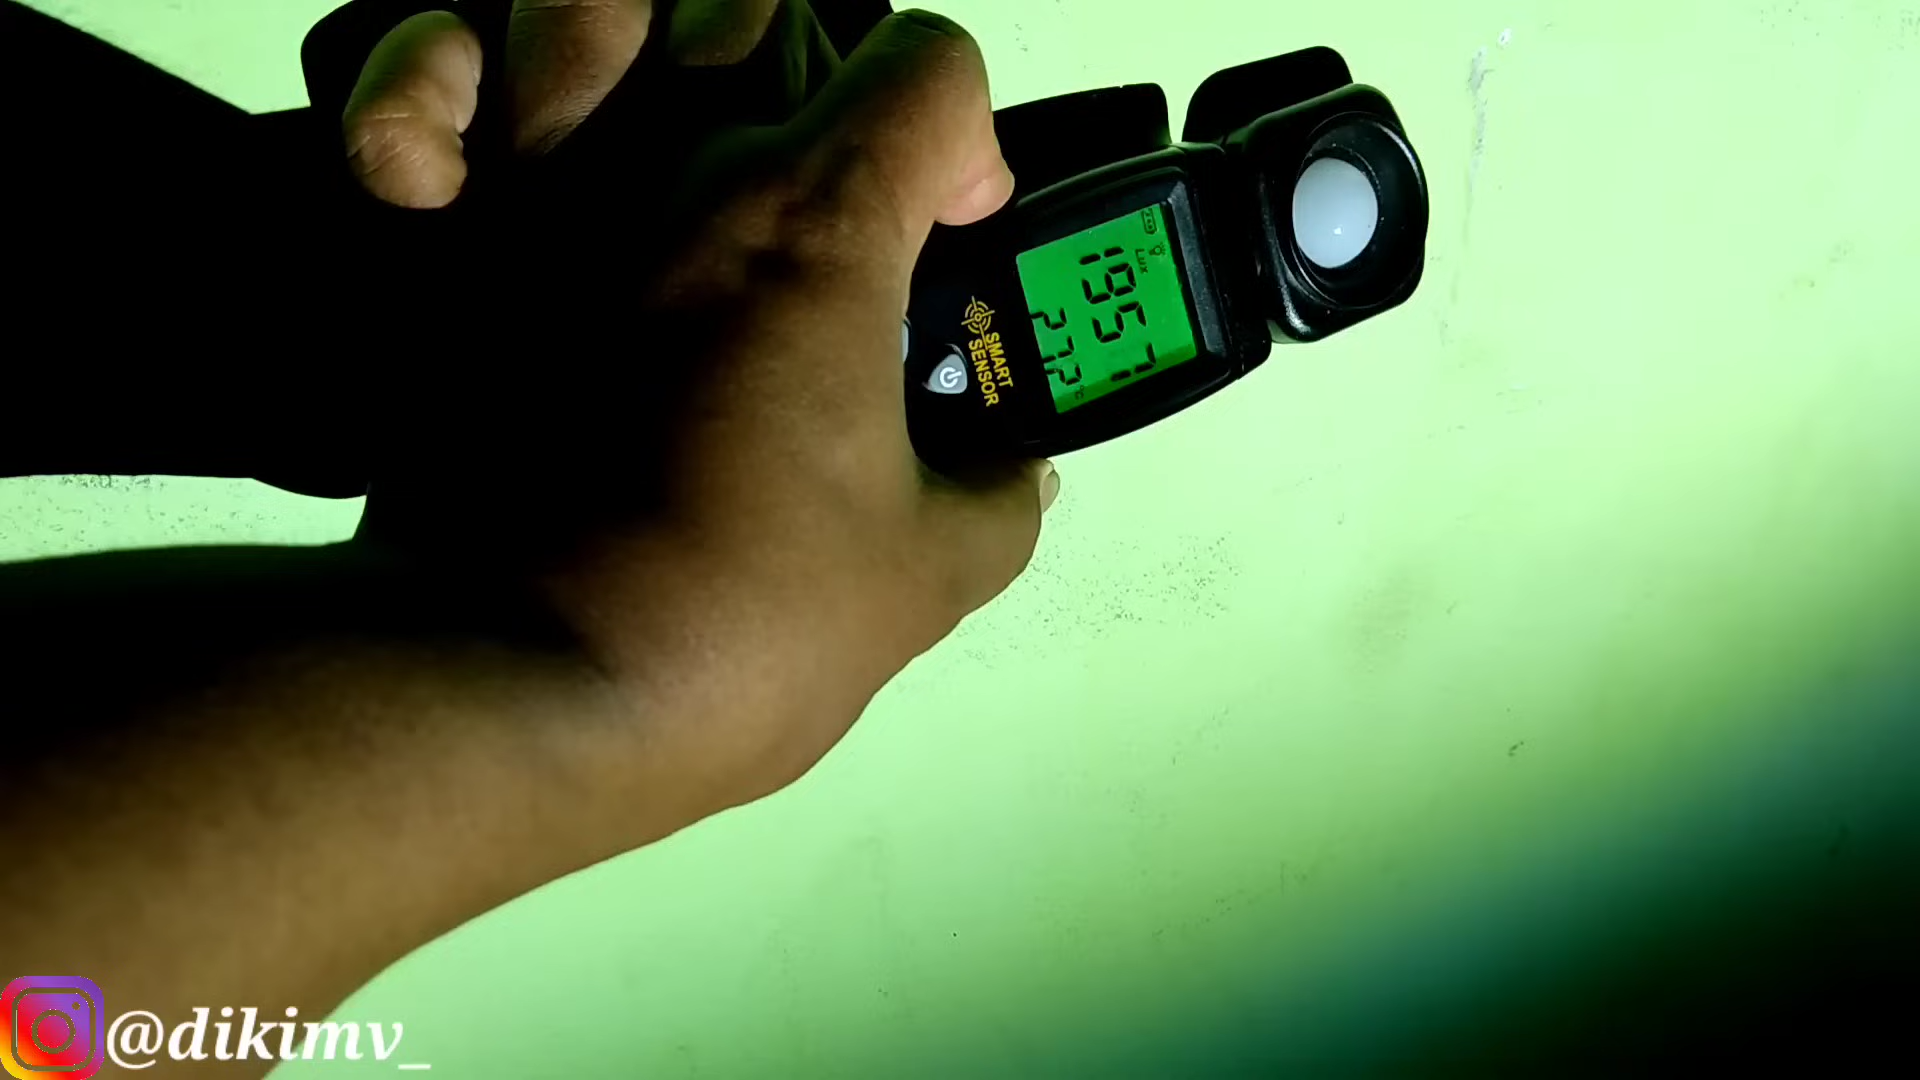 Lux
1957
27.2 °C
SMART
SENSOR
@dikimv_